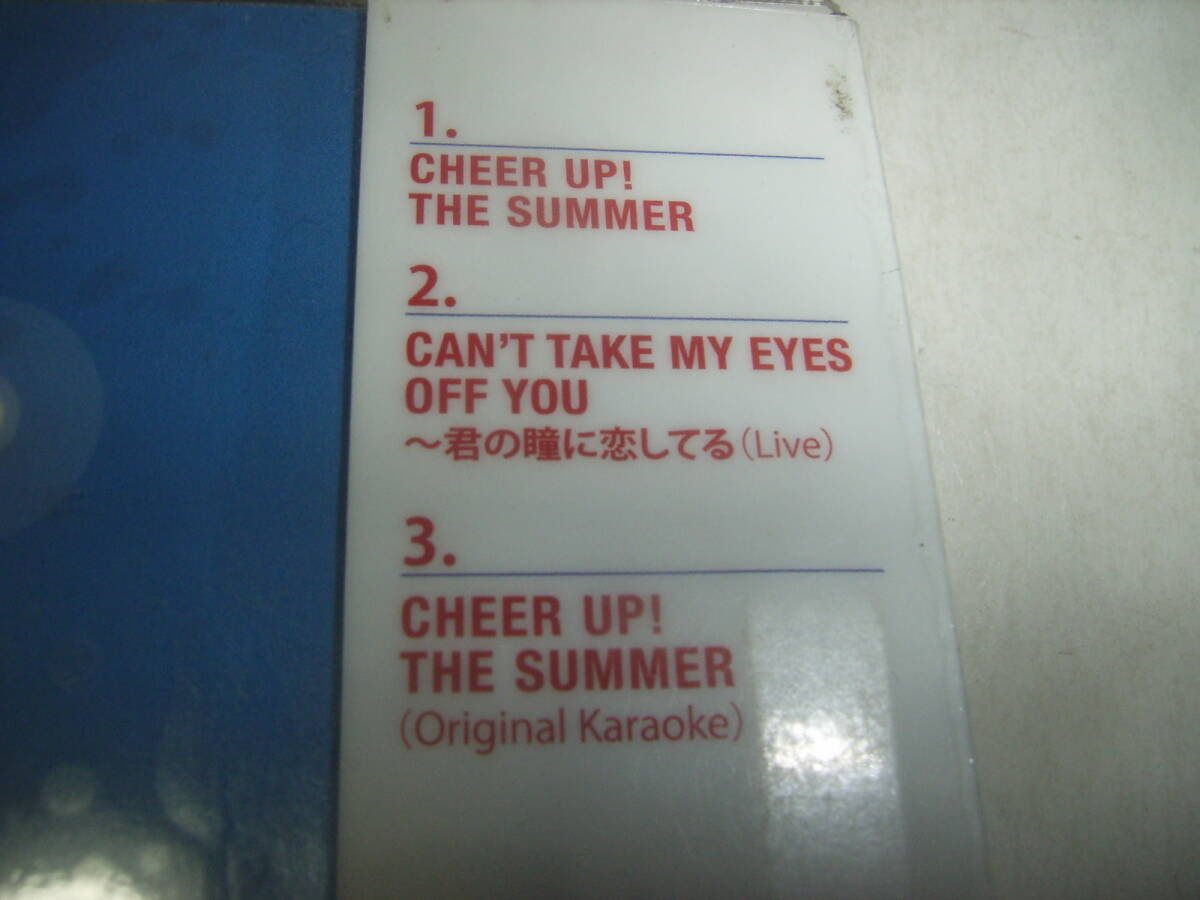 1.
CHEER UP!
THE SUMMER
2.
CAN'T TAKE MY EYES
OFF YOU
～君の瞳に恋してる(Live)
3.
CHEER UP!
THE SUMMER
(Original Karaoke)